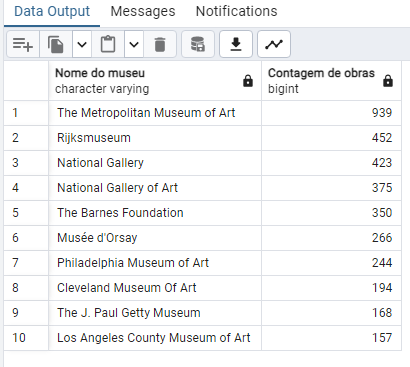 Data Output Messages Notifications
Nome do museu Contagem de obras
character varying bigint
1 The Metropolitan Museum of Art 939
2 Rijksmuseum 452
3 National Gallery 423
4 National Gallery of Art 375
5 The Barnes Foundation 350
6 Musée d'Orsay 266
7 Philadelphia Museum of Art 244
8 Cleveland Museum Of Art 194
9 The J. Paul Getty Museum 168
10 Los Angeles County Museum of Art 157